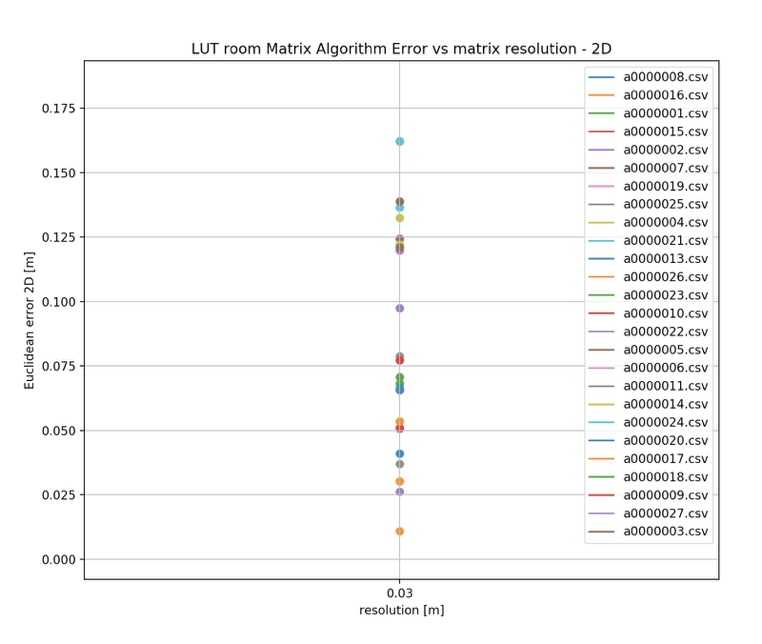 LUT room Matrix Algorithm Error vs matrix resolution - 2D
Euclidean error 2D [m]
0.175
0.150
0.125
0.100
0.075
0.050
0.025
0.000
0.03
resolution [m]
a0000008.csv
a0000016.csv
a0000001.csv
a0000015.csv
a0000002.csv
a0000007.csv
a0000019.csv
a0000025.csv
a0000004.csv
a0000021.csv
a0000013.csv
a0000026.csv
a0000023.csv
a0000010.csv
a0000022.csv
a0000005.csv
a0000006.csv
a0000011.csv
a0000014.csv
a0000024.csv
a0000020.csv
a0000017.csv
a0000018.csv
a0000009.csv
a0000027.csv
a0000003.csv